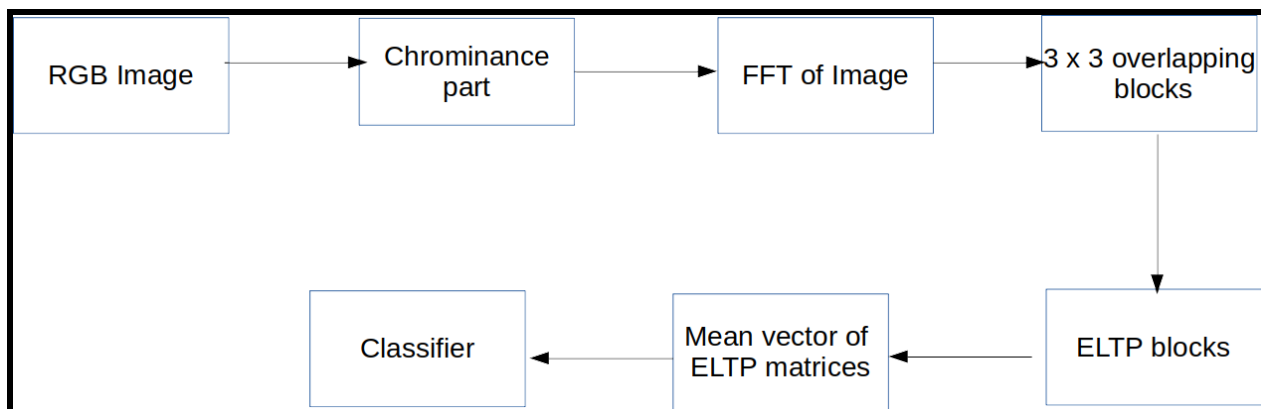 RGB Image
Chrominance
part
FFT of Image
3 x 3 overlapping
blocks
ELTP blocks
Mean vector of
ELTP matrices
Classifier